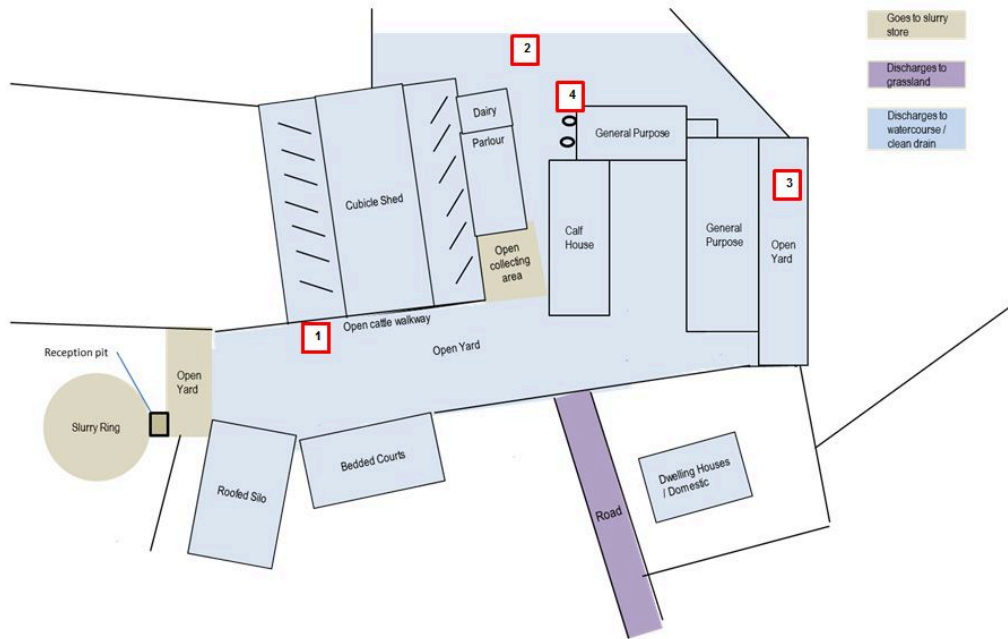 Goes to slurry
store
Discharges to
grassland
Discharges to
watercourse /
clean drain
2
4
Dairy
Parlour
General Purpose
3
Cubicle Shed
Calf
House
General
Purpose
Open
Yard
Open
collecting
area
1
Open cattle walkway
Open Yard
Reception pit
Open
Yard
Slurry Ring
Bedded Courts
Roofed Silo
Dwelling Houses
/ Domestic
Road